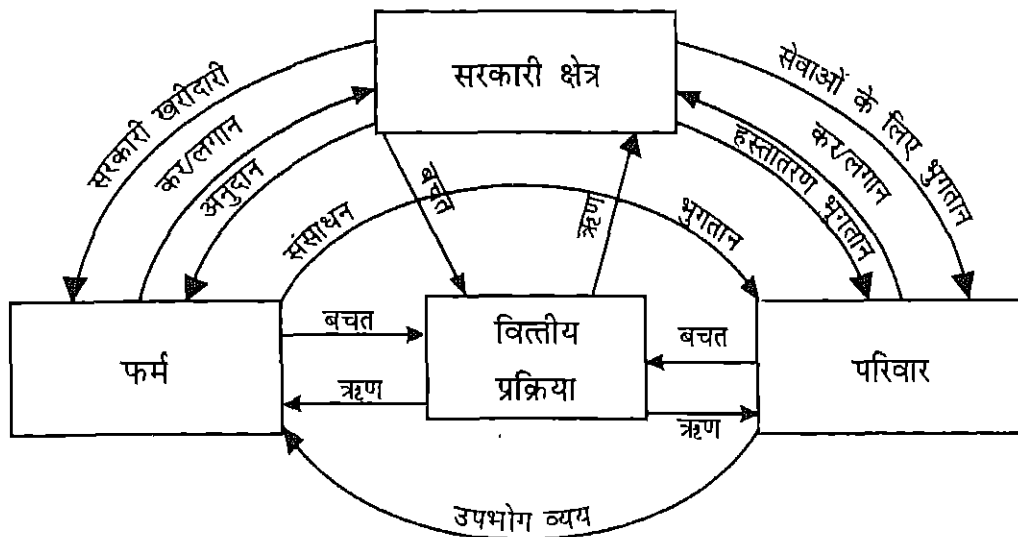 सरकारी क्षेत्र
सरकारी खरीदारी
कर/लगान
अनुदान
सेवाओं के लिए भुगतान
कर/लगान
हस्तातरण भुगतान
बचत
ऋण
संसाधन
भुगतान
फर्म
बचत
ऋण
वित्तीय
प्रक्रिया
बचत
ऋण
परिवार
उपभोग व्यय